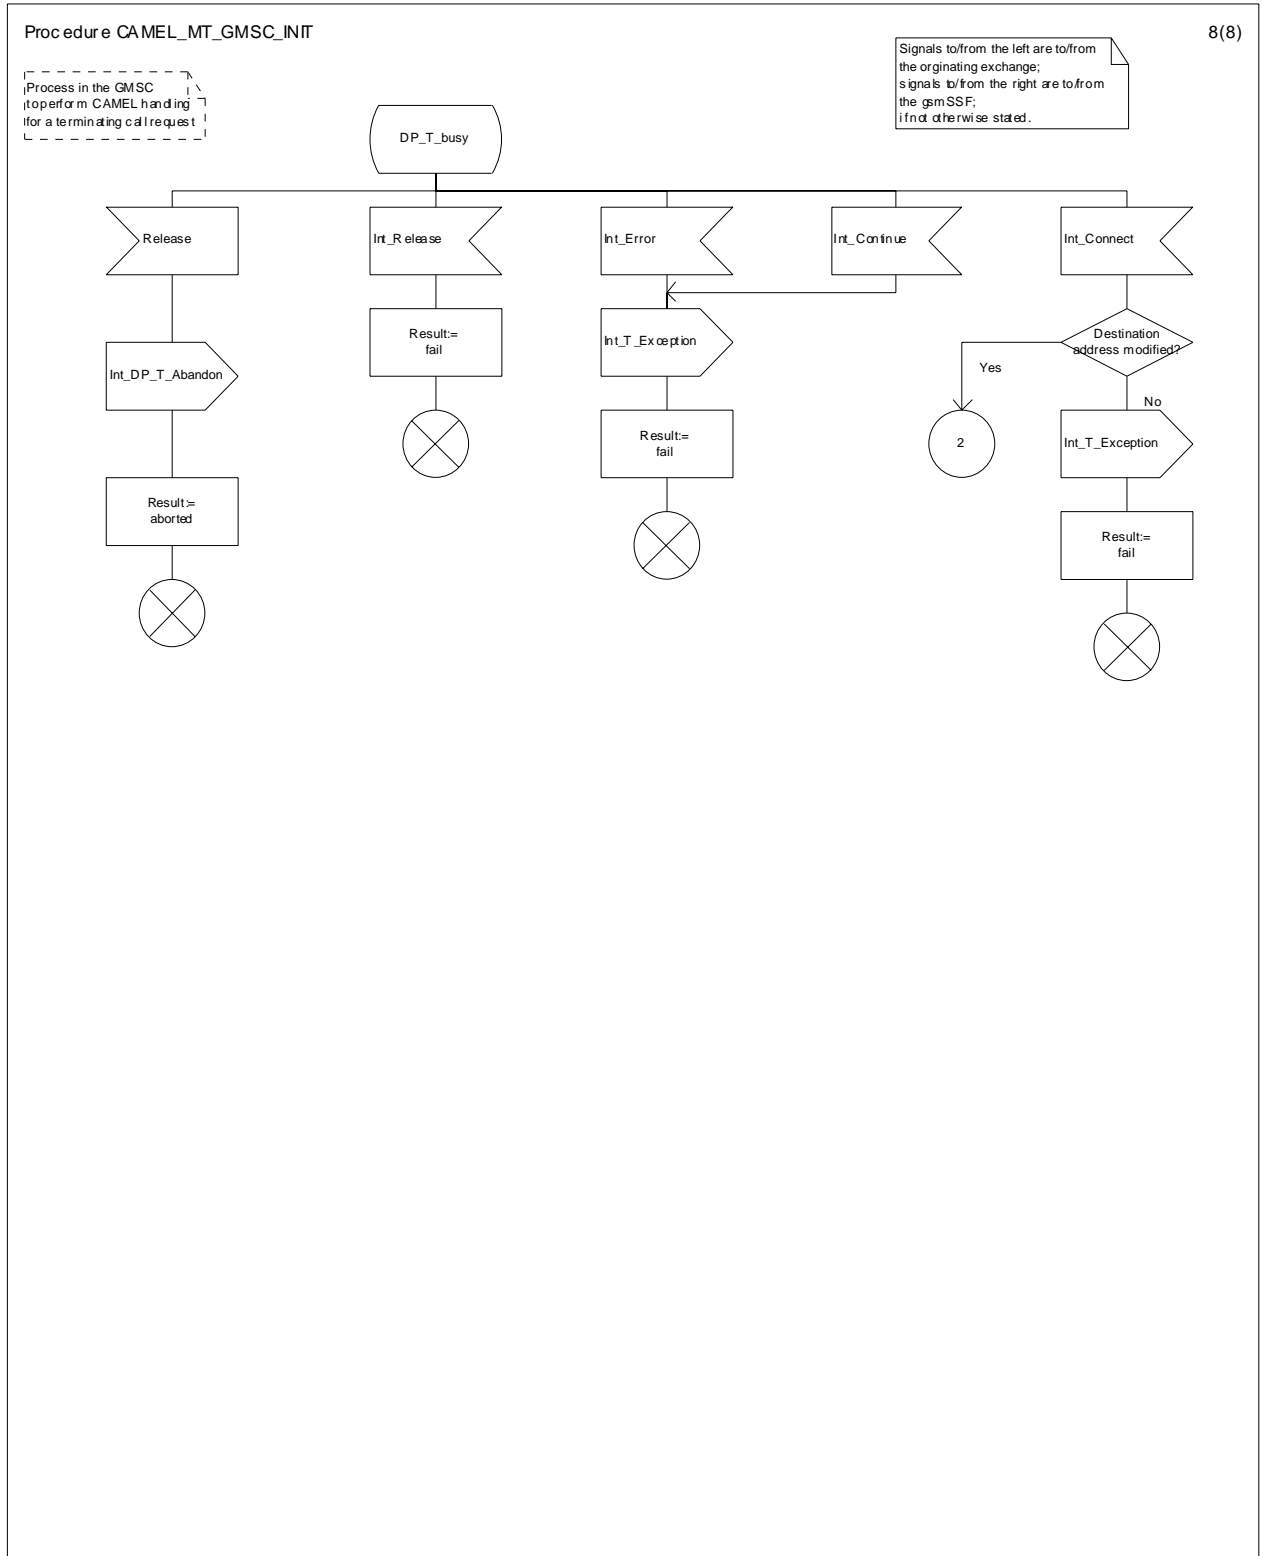 Procedure CAMEL_MT_GMSC_INIT
8(8)
Process in the GMSC
to perform CAMEL handling
for a terminating call request
Signals to/from the left are to/from
the orginating exchange;
signals to/from the right are to/from
the gsmSSF;
if not otherwise stated.
DP_T_busy
Release
Int_Release
Int_Error
Int_Continue
Int_Connect
Result:=
fail
Int_T_Exception
Destination
address modified?
Yes
No
Int_DP_T_Abandon
Result:=
fail
2
Int_T_Exception
Result:=
aborted
Result:=
fail